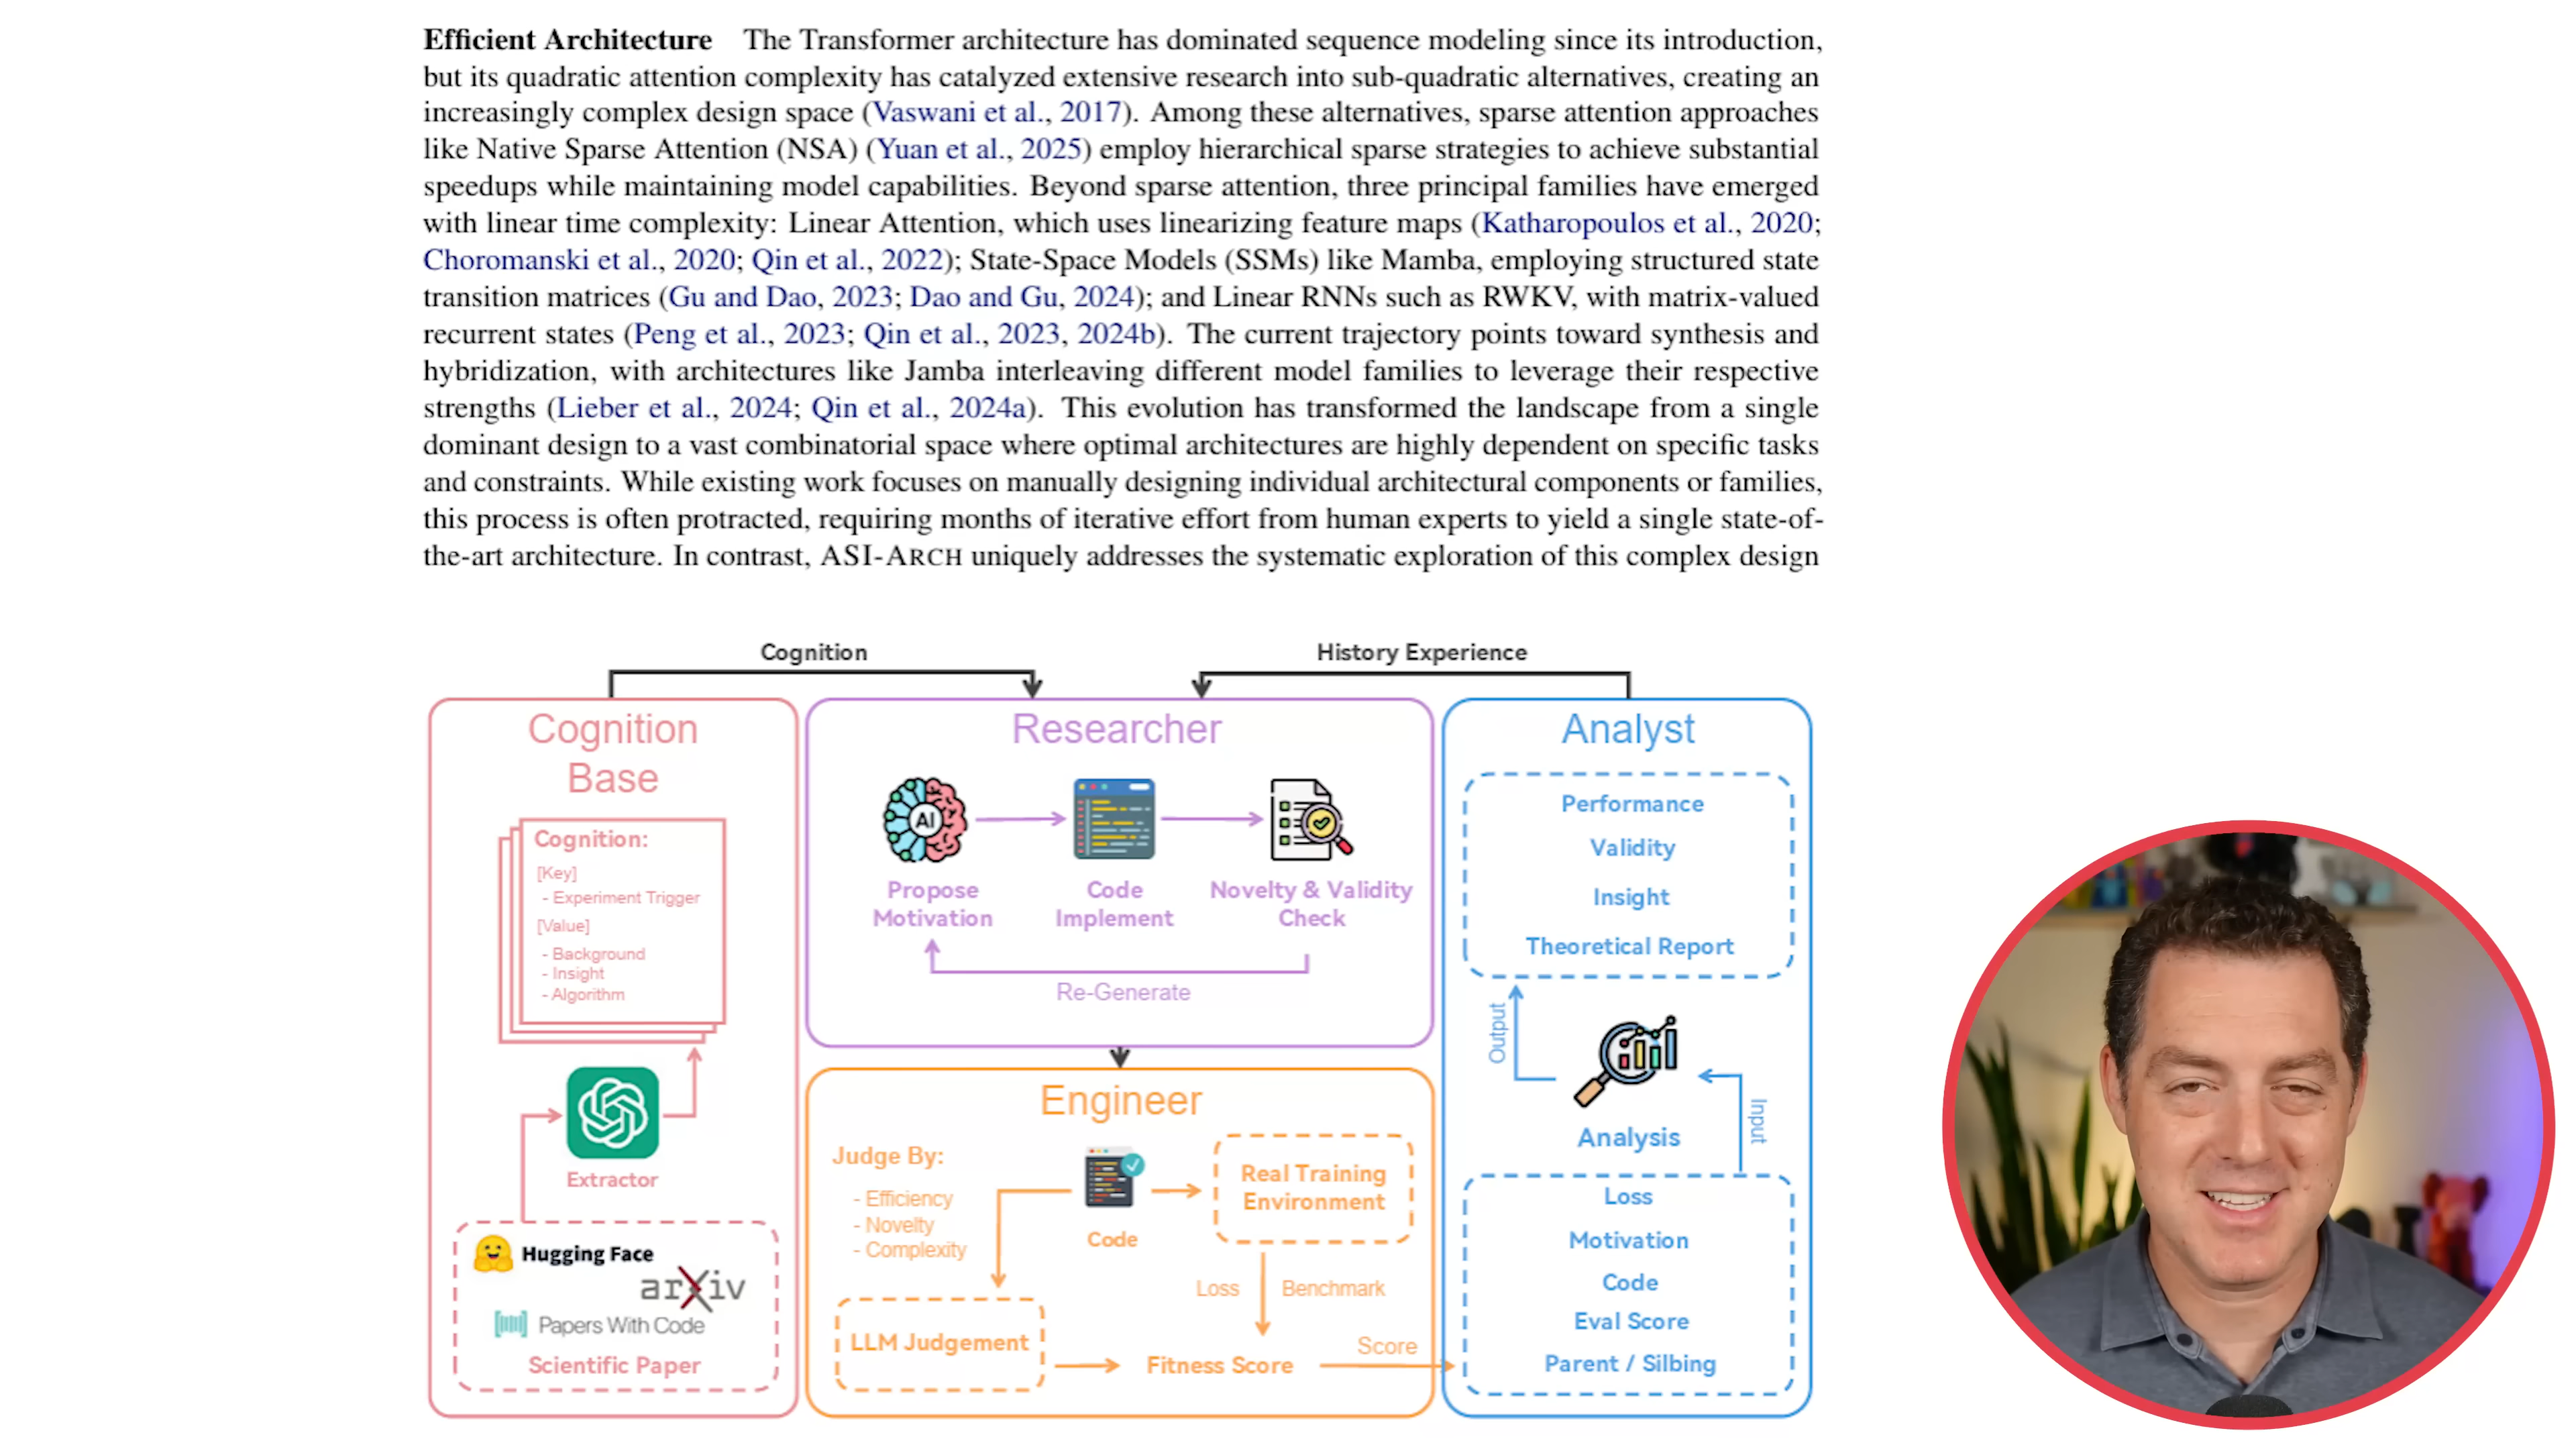 Efficient Architecture The Transformer architecture has dominated sequence modeling since its introduction,
but its quadratic attention complexity has catalyzed extensive research into sub-quadratic alternatives, creating an
increasingly complex design space (Vaswani et al., 2017). Among these alternatives, sparse attention approaches
like Native Sparse Attention (NSA) (Yuan et al., 2025) employ hierarchical sparse strategies to achieve substantial
speedups while maintaining model capabilities. Beyond sparse attention, three principal families have emerged
with linear time complexity: Linear Attention, which uses linearizing feature maps (Katharopoulos et al., 2020;
Choromanski et al., 2020; Qin et al., 2022); State-Space Models (SSMs) like Mamba, employing structured state
transition matrices (Gu and Dao, 2023; Dao and Gu, 2024); and Linear RNNs such as RWKV, with matrix-valued
recurrent states (Peng et al., 2023; Qin et al., 2023, 2024b). The current trajectory points toward synthesis and
hybridization, with architectures like Jamba interleaving different model families to leverage their respective
strengths (Lieber et al., 2024; Qin et al., 2024a). This evolution has transformed the landscape from a single
dominant design to a vast combinatorial space where optimal architectures are highly dependent on specific tasks
and constraints. While existing work focuses on manually designing individual architectural components or families,
this process is often protracted, requiring months of iterative effort from human experts to yield a single state-of-
the-art architecture. In contrast, ASI-ARCH uniquely addresses the systematic exploration of this complex design
Cognition
History Experience
Cognition
Base
Cognition:
[Key]
- Experiment Trigger
[Value]
- Background
- Insight
- Algorithm
Extractor
Hugging Face
arXiv
Papers With Code
Scientific Paper
Researcher
AI
Propose
Motivation
Code
Implement
Novelty & Validity
Check
Re-Generate
Engineer
Judge By:
- Efficiency
- Novelty
- Complexity
Code
Real Training
Environment
Loss
Benchmark
LLM Judgement
Fitness Score
Score
Analyst
Performance
Validity
Insight
Theoretical Report
Output
Analysis
Input
Loss
Motivation
Code
Eval Score
Parent / Silbing